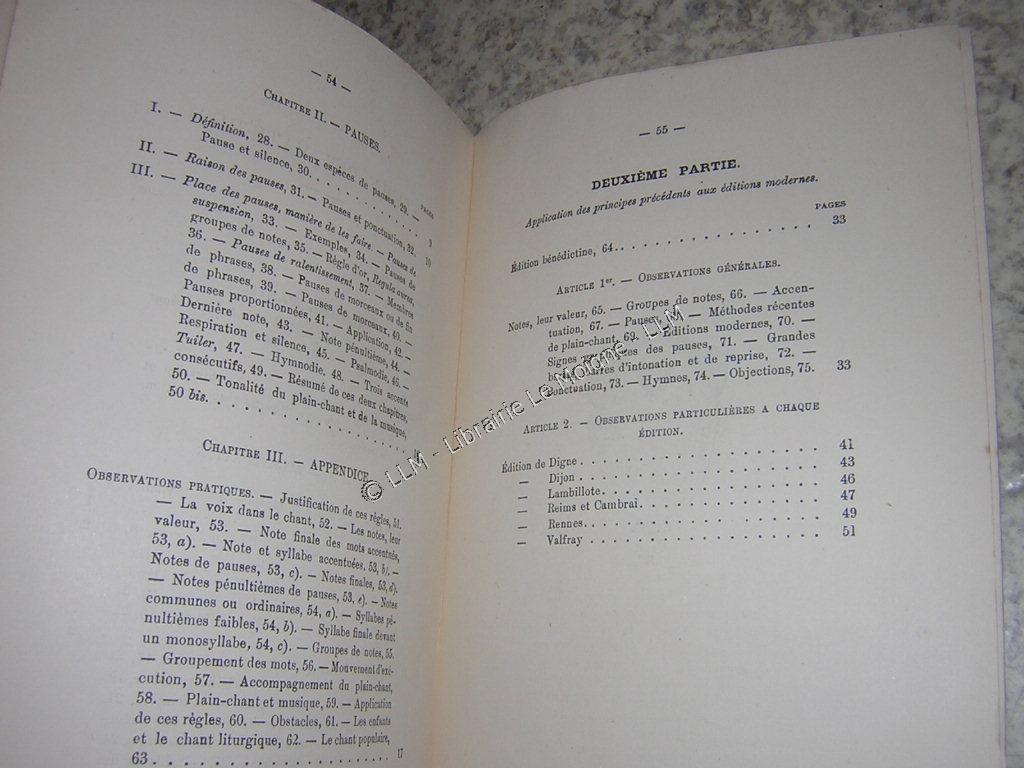 — 54 —
CHAPITRE II. — PAUSES.
PAGES
I. — Définition, 28. — Deux espèces de pauses, 29. —
Pause et silence, 30. . . . . . . . . . 9
II. — Raison des pauses, 31. — Pauses et ponctuation, 32. 10
III. — Place des pauses, manière de les faire. — Pauses de
suspension, 33. — Exemples, 34. — Pauses de
groupes de notes, 35. — Règle d'or, Regula aurea,
36. — Pauses de ralentissement, 37. — Membres
de phrases, 38. — Pauses de morceaux ou de fin
de phrases, 39. — Pauses de morceaux, 40. —
Pauses proportionnées, 41. — Application, 42. —
Dernière note, 43. — Note pénultième, 44. —
Respiration et silence, 45. — Psalmodie, 46. —
Tuiler, 47. — Hymnodie. 48. — Trois accents
consécutifs, 49. — Résumé de ces deux chapitres,
50. — Tonalité du plain-chant et de la musique,
50 bis. . . . . . . . . . . . . . .
CHAPITRE III. — APPENDICE.
OBSERVATIONS PRATIQUES. — Justification de ces règles, 51.
— La voix dans le chant, 52. — Les notes, leur
valeur, 53. — Note finale des mots accentués,
53, a). — Note et syllabe accentuées. 53, b). —
Notes de pauses, 53, c). — Notes finales, 53, d).
— Notes pénultièmes de pauses, 53, e). — Notes
communes ou ordinaires, 54, a). — Syllabes pé-
nultièmes faibles, 54, b). — Syllabe finale devant
un monosyllabe, 54, c). — Groupes de notes, 55.
— Groupement des mots, 56. — Mouvement d'exé-
cution, 57. — Accompagnement du plain-chant,
58. — Plain-chant et musique, 59. — Application
de ces règles, 60. — Obstacles, 61. — Les enfants
et le chant liturgique, 62. — Le chant populaire,
63 . . . . . . . . . . . . . . . . 17
— 55 —
DEUXIÈME PARTIE.
Application des principes précédents aux éditions modernes.
PAGES
Édition bénédictine, 64. . . . . . . . . . . . . . 33
ARTICLE 1er. — OBSERVATIONS GÉNÉRALES.
Notes, leur valeur, 65. — Groupes de notes, 66. — Accen-
tuation, 67. — Pauses, — Méthodes récentes
de plain-chant, 69. — Éditions modernes, 70. —
Signes des pauses, 71. — Grandes
d'intonation et de reprise, 72. —
Ponctuation, 73. — Hymnes, 74. — Objections, 75. 33
ARTICLE 2. — OBSERVATIONS PARTICULIÈRES A CHAQUE
ÉDITION.
Édition de Digne . . . . . . . . . . . . . . . 41
— Dijon . . . . . . . . . . . . . . . 43
— Lambillote. . . . . . . . . . . . . . 46
— Reims et Cambrai. . . . . . . . . . . 47
— Rennes. . . . . . . . . . . . . . . 49
— Valfray . . . . . . . . . . . . . . 51
© LLM - Librairie Le Molorie - LLM